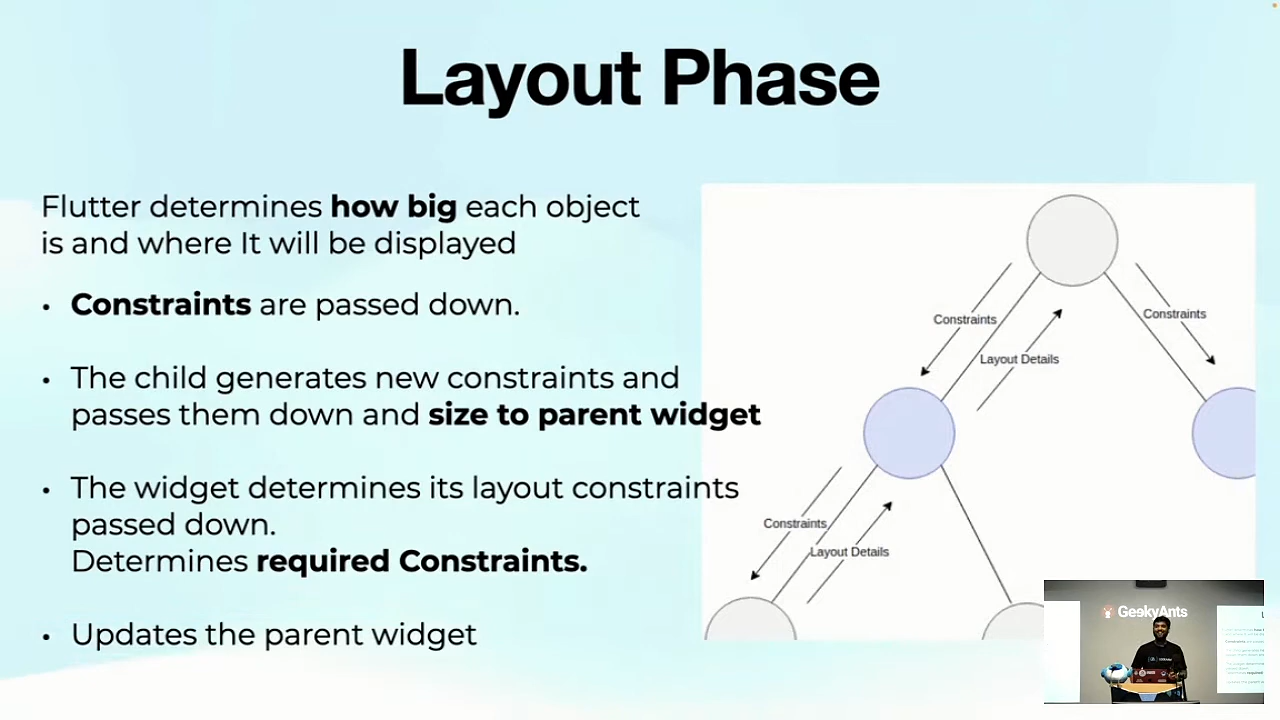 Layout Phase
Flutter determines how big each object
is and where It will be displayed
• Constraints are passed down.
• The child generates new constraints and
passes them down and size to parent widget
• The widget determines its layout constraints
passed down.
Determines required Constraints.
• Updates the parent widget
Constraints
Constraints
Layout Details
Constraints
Layout Details
GeekyAnts